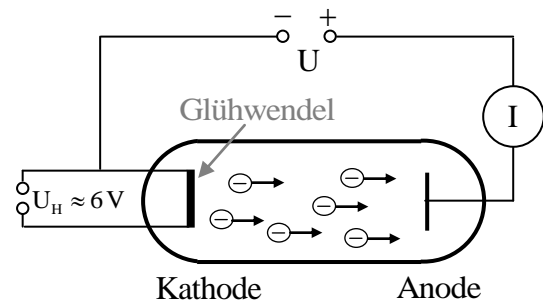 − +
U
Glühwendel
I
U_H ≈ 6 V
− − − − − −
Kathode Anode